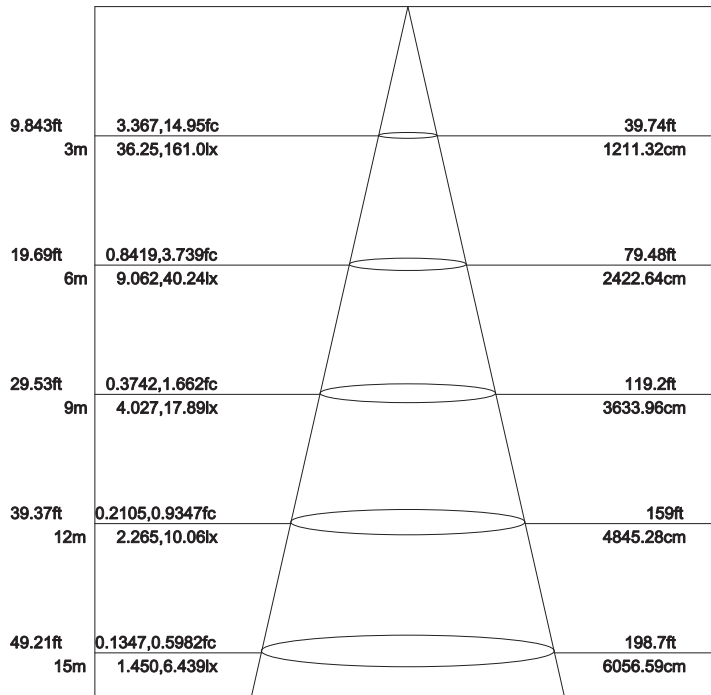 9.843ft 3.367,14.95fc 39.74ft
3m 36.25,161.0lx 1211.32cm
19.69ft 0.8419,3.739fc 79.48ft
6m 9.062,40.24lx 2422.64cm
29.53ft 0.3742,1.662fc 119.2ft
9m 4.027,17.89lx 3633.96cm
39.37ft 0.2105,0.9347fc 159ft
12m 2.265,10.06lx 4845.28cm
49.21ft 0.1347,0.5982fc 198.7ft
15m 1.450,6.439lx 6056.59cm